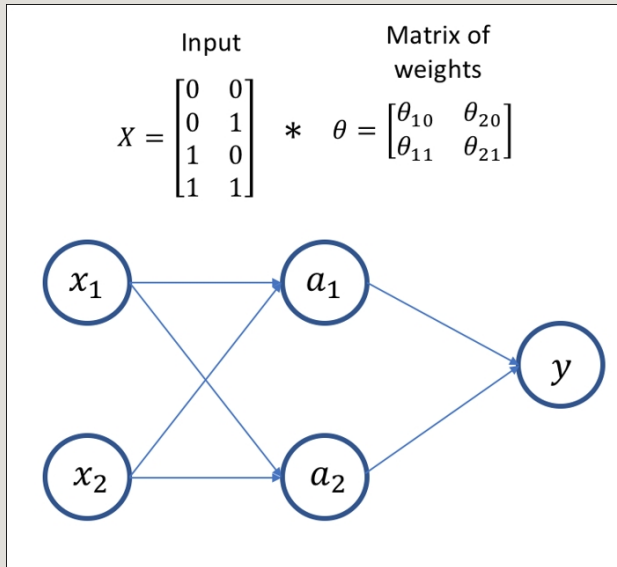 Input
Matrix of
weights
X = [0 0
0 1
1 0
1 1] * θ = [θ₁₀ θ₂₀
θ₁₁ θ₂₁]
x₁ a₁
y
x₂ a₂